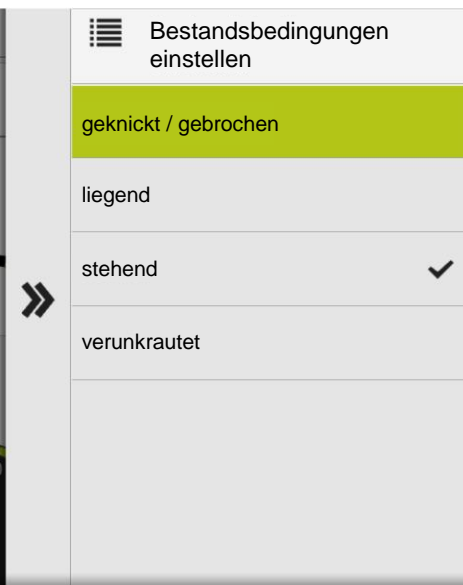 Bestandsbedingungen
einstellen
geknickt / gebrochen
liegend
stehend
verunkrautet